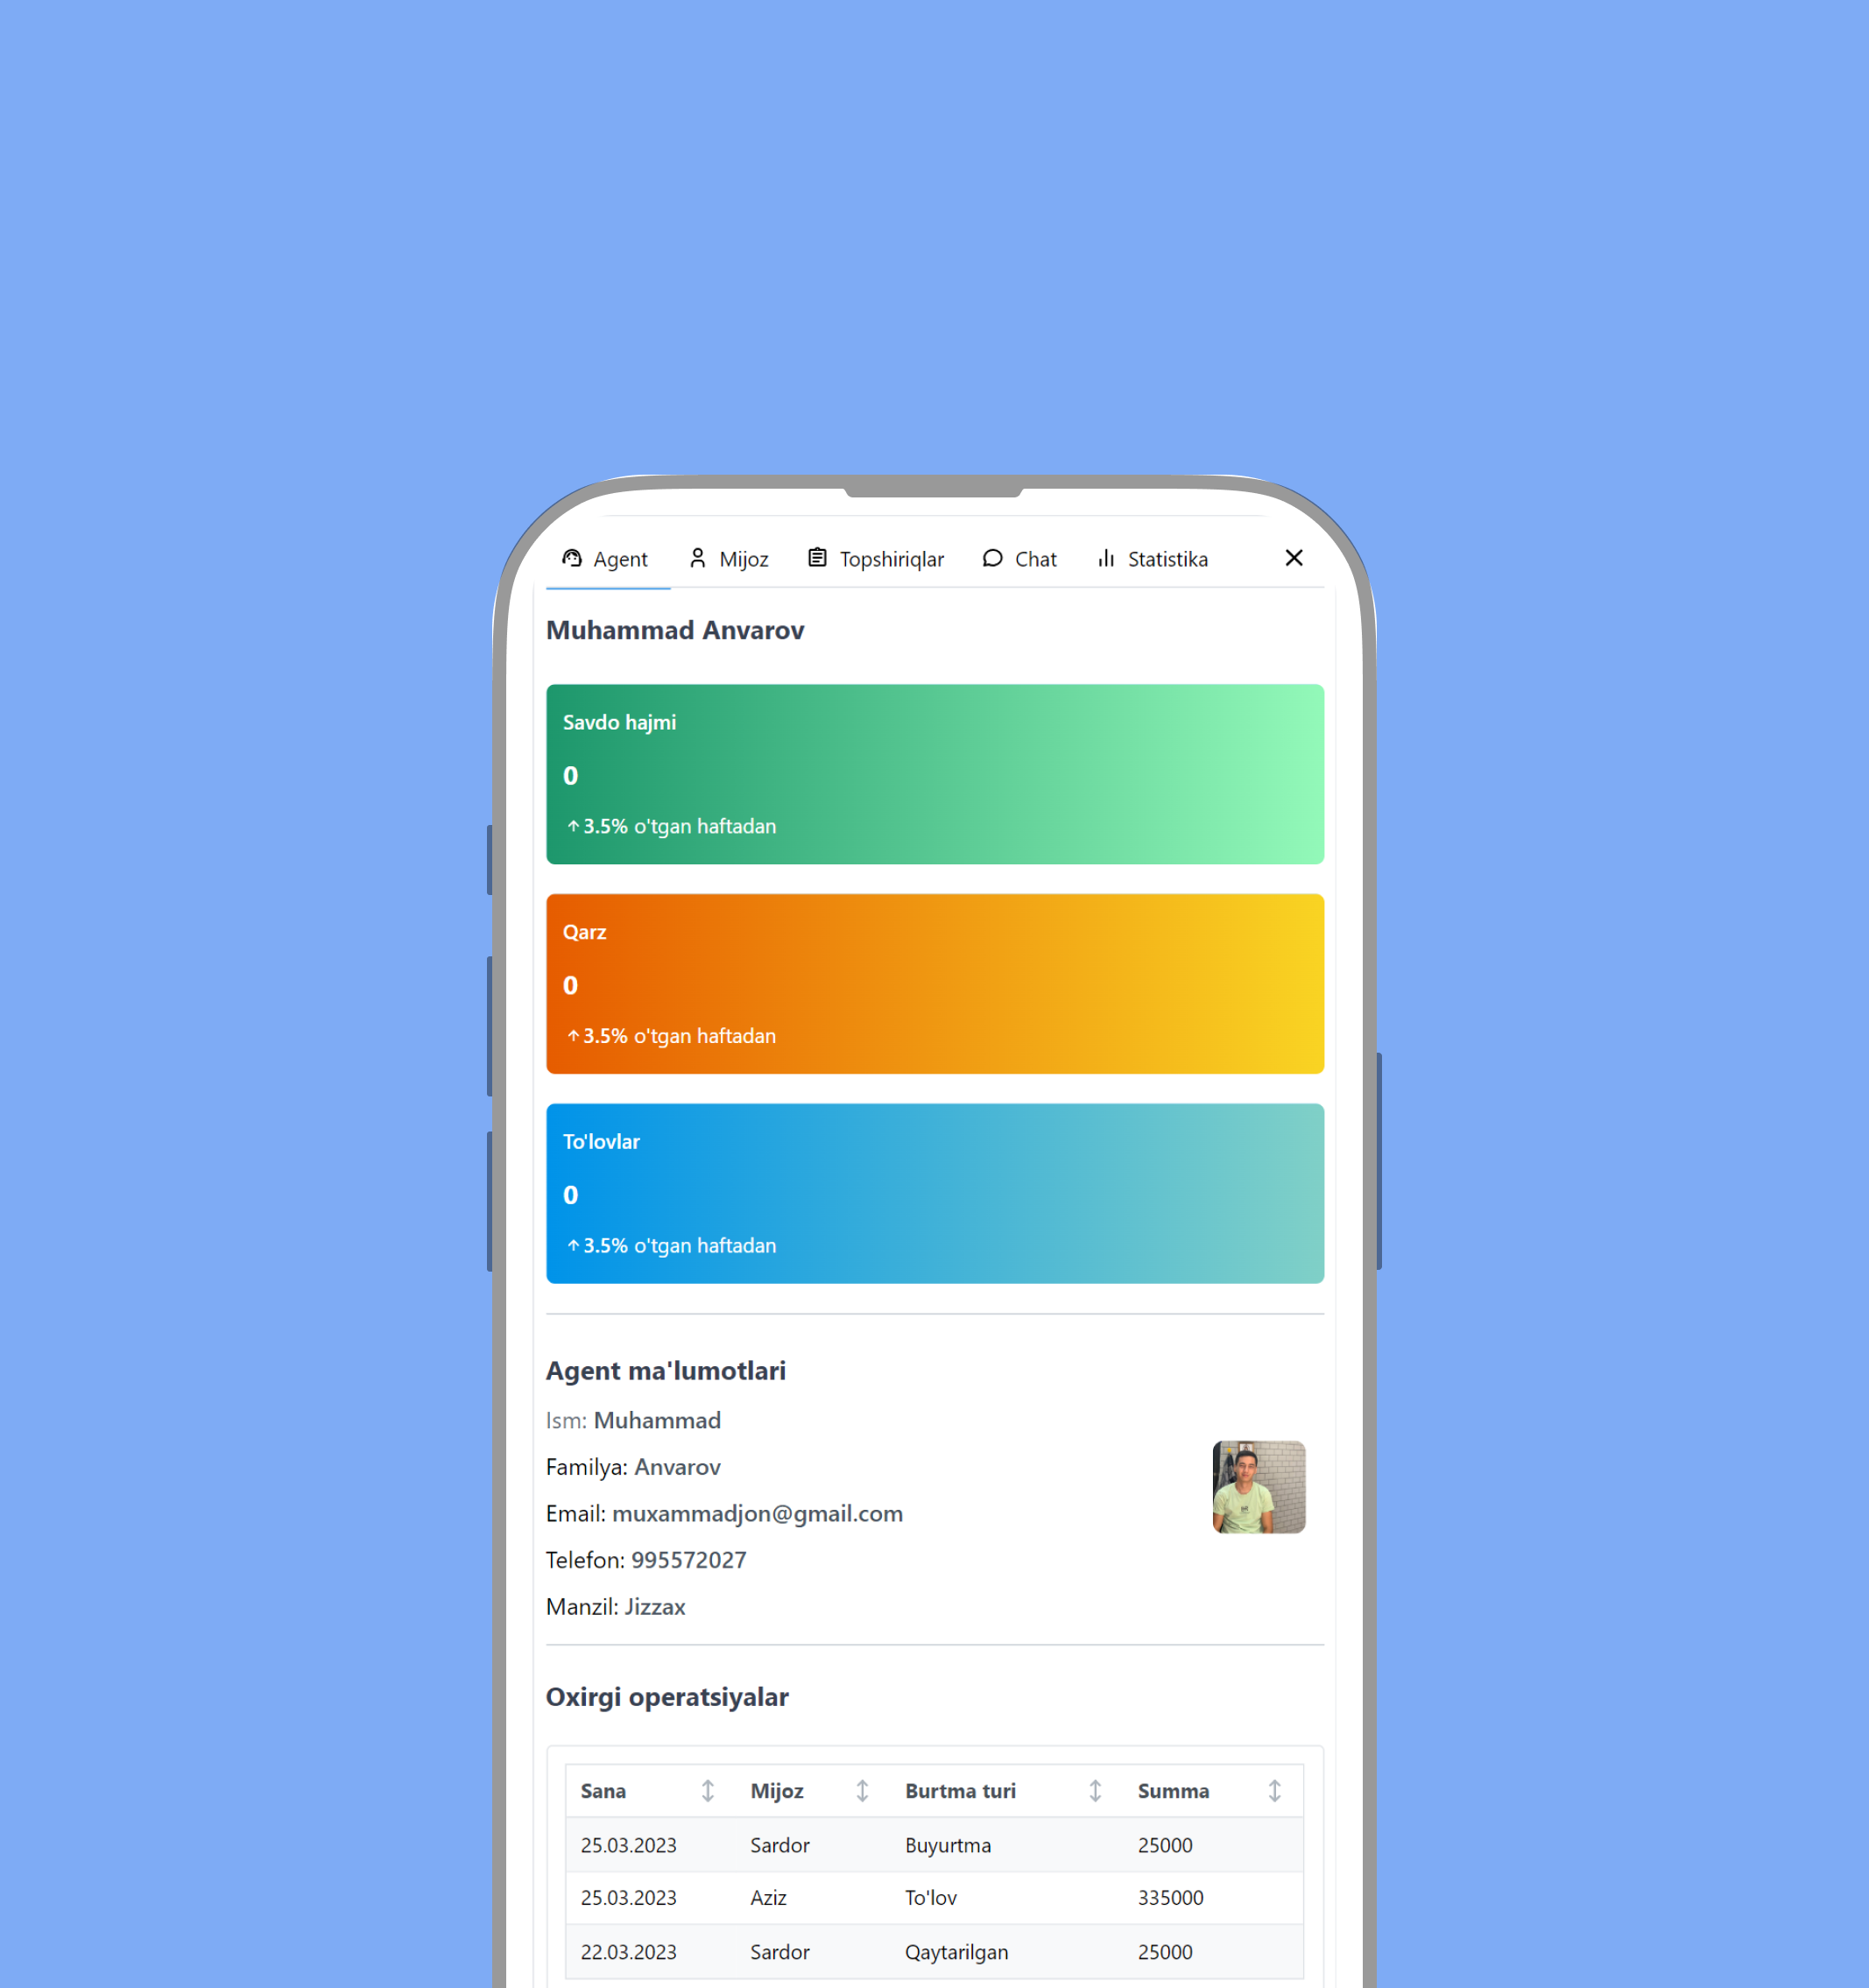 Agent Mijoz Topshiriqlar Chat Statistika
Muhammad Anvarov
Savdo hajmi
0
3.5% o'tgan haftadan
Qarz
0
3.5% o'tgan haftadan
To'lovlar
0
3.5% o'tgan haftadan
Agent ma'lumotlari
Ism: Muhammad
Familya: Anvarov
Email: muxammadjon@gmail.com
Telefon: 995572027
Manzil: Jizzax
Oxirgi operatsiyalar
Sana Mijoz Burtma turi Summa
25.03.2023 Sardor Buyurtma 25000
25.03.2023 Aziz To'lov 335000
22.03.2023 Sardor Qaytarilgan 25000